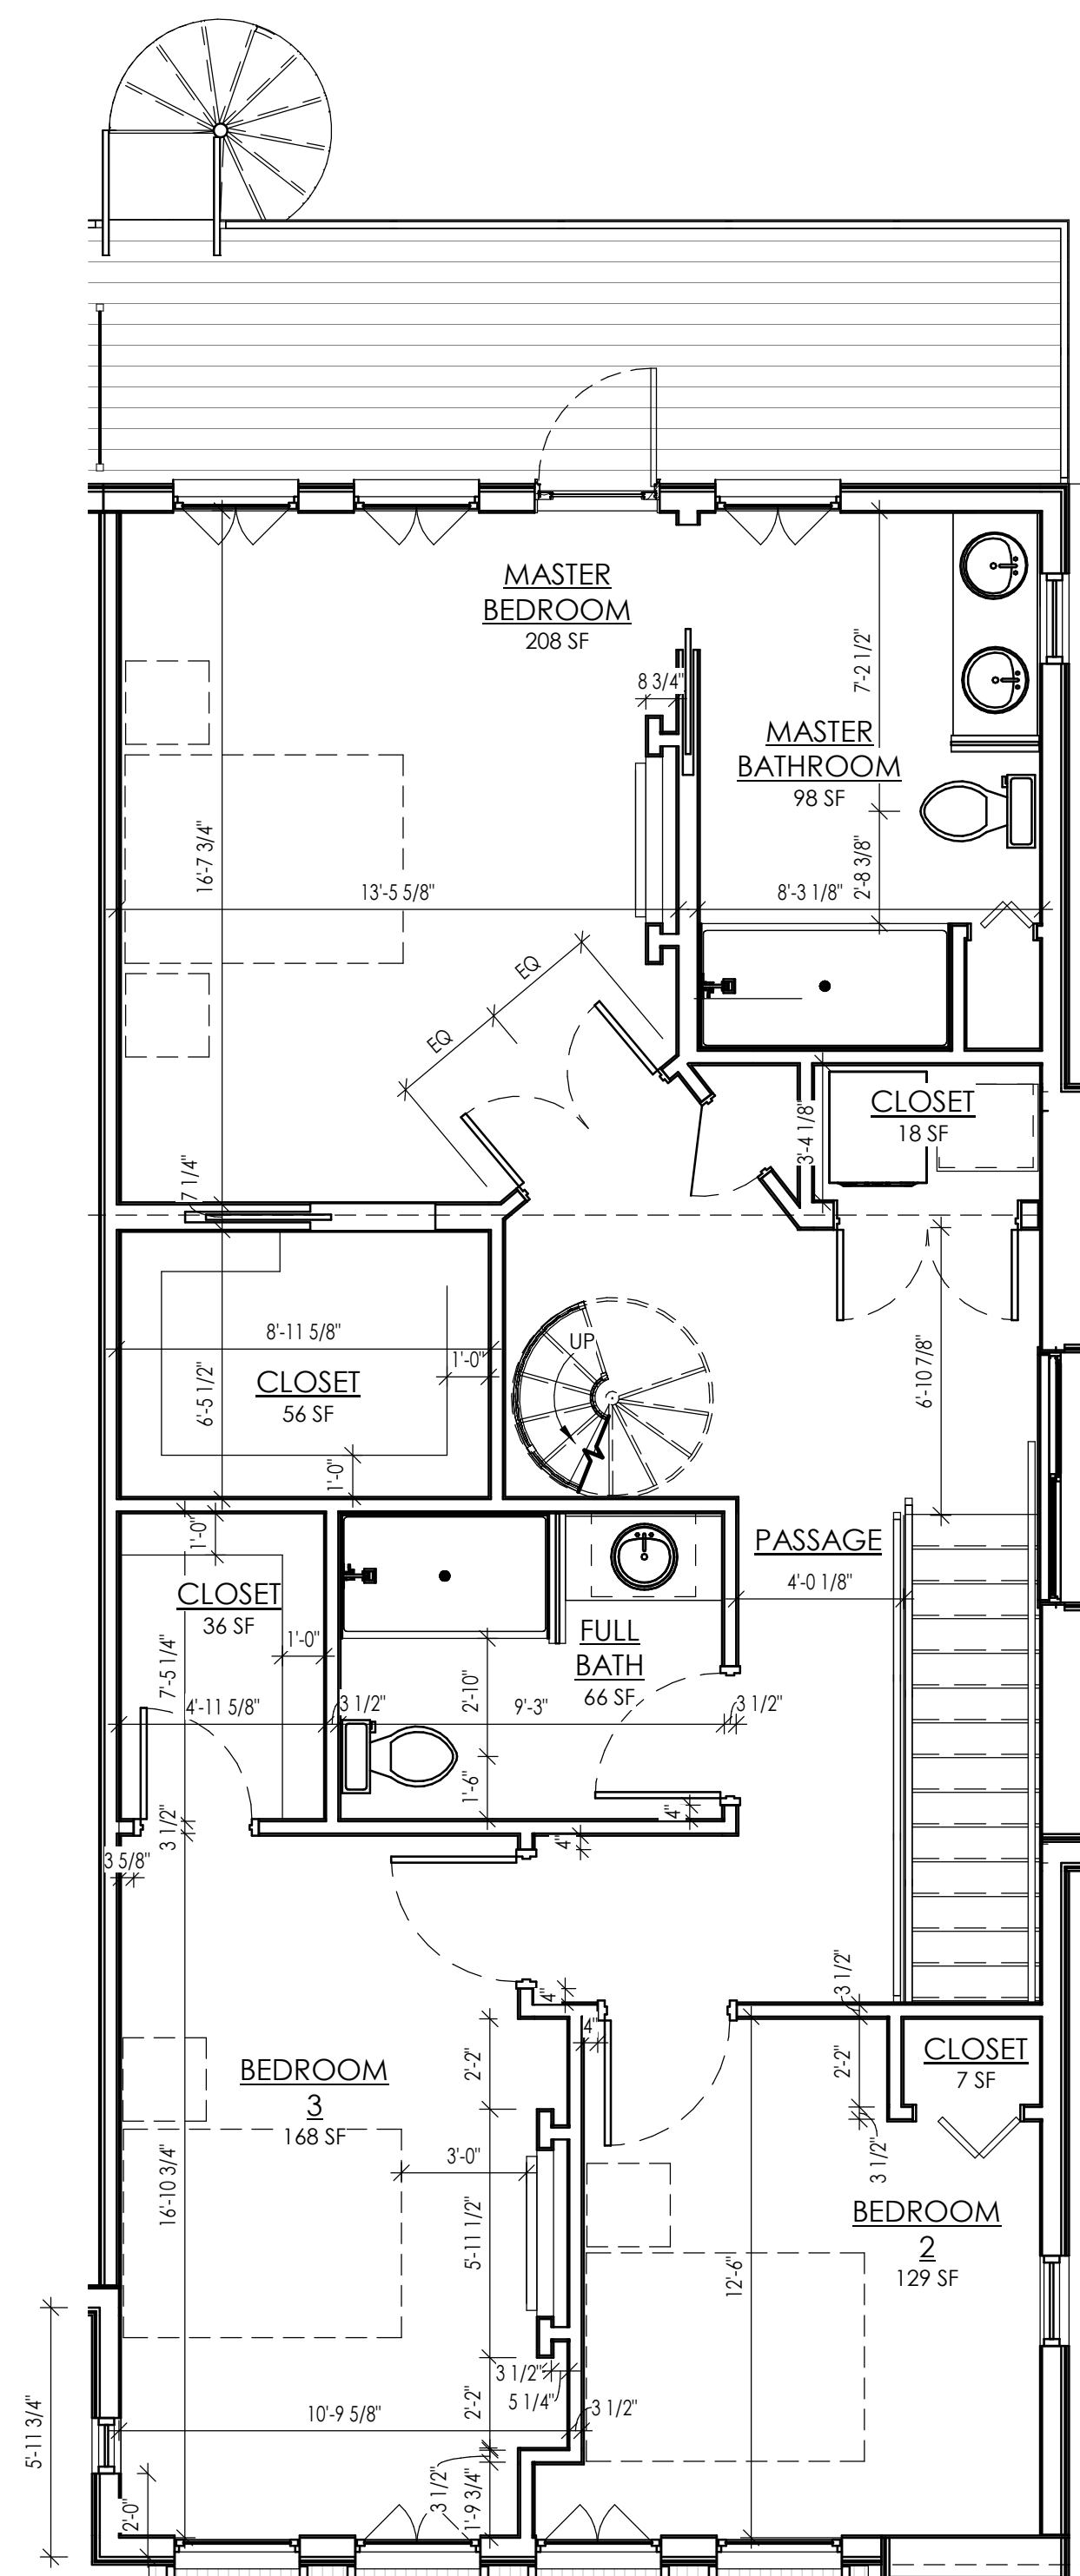 MASTER
BEDROOM
208 SF
7'-2 1/2"
8 3/4"
MASTER
BATHROOM
98 SF
16'-7 3/4"
2'-8 3/8"
13'-5 5/8"
8'-3 1/8"
EQ
EQ
CLOSET
18 SF
3'-4 1/8"
7 1/4"
8'-11 5/8"
UP
1'-0"
6'-10 7/8"
CLOSET
56 SF
6'-5 1/2"
1'-0"
1'-0"
PASSAGE
4'-0 1/8"
CLOSET
36 SF
FULL
BATH
66 SF
1'-0"
7'-5 1/4"
2'-10"
4'-11 5/8"
3 1/2"
9'-3"
3 1/2"
1'-6"
4"
3 1/2"
4"
3 5/8"
3 1/2"
4"
4"
CLOSET
7 SF
2'-2"
2'-2"
BEDROOM
3
168 SF
3'-0"
3 1/2"
16'-10 3/4"
5'-11 1/2"
BEDROOM
2
129 SF
12'-6"
3 1/2"
5 1/4"
3 1/2"
2'-2"
10'-9 5/8"
5'-11 3/4"
3 1/2"
1'-9 3/4"
2'-0"